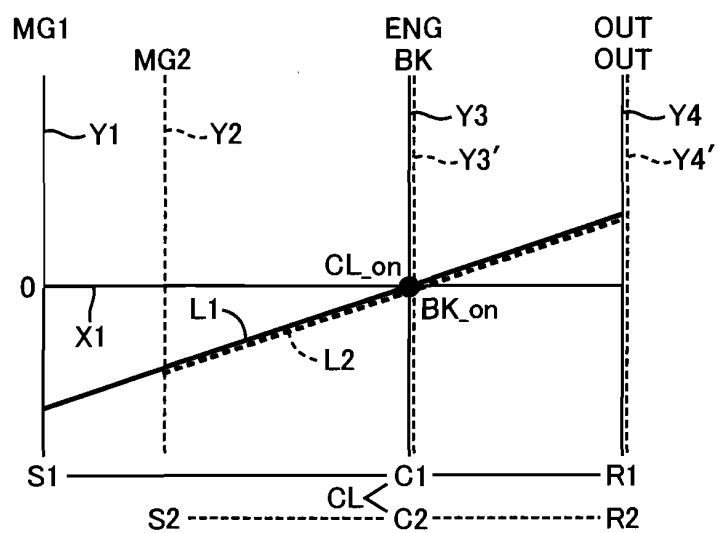 MG1 ENG OUT
MG2 BK OUT
Y1 Y2 Y3 Y4
Y3′ Y4′
CL_on
0
BK_on
X1 L1 L2
S1 C1 R1
CL
S2 C2 R2